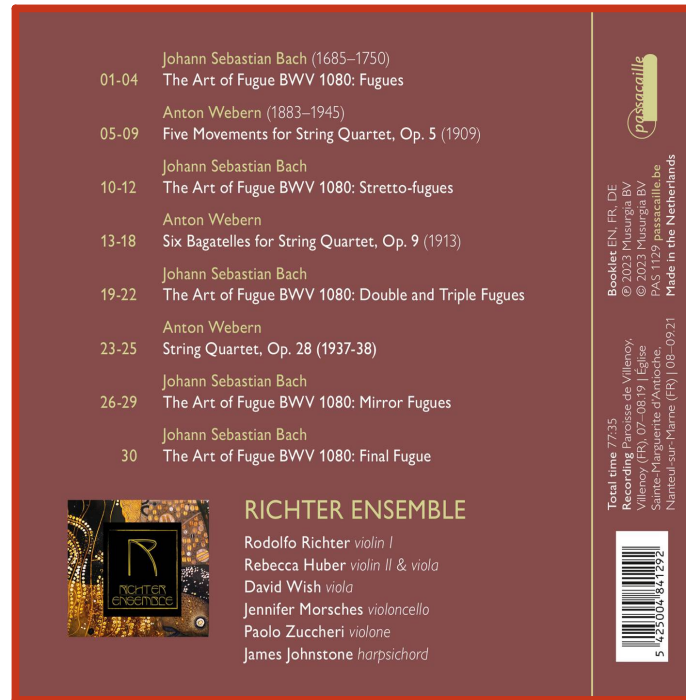 Johann Sebastian Bach (1685–1750)
01-04 The Art of Fugue BWV 1080: Fugues
Anton Webern (1883–1945)
05-09 Five Movements for String Quartet, Op. 5 (1909)
Johann Sebastian Bach
10-12 The Art of Fugue BWV 1080: Stretto-fugues
Anton Webern
13-18 Six Bagatelles for String Quartet, Op. 9 (1913)
Johann Sebastian Bach
19-22 The Art of Fugue BWV 1080: Double and Triple Fugues
Anton Webern
23-25 String Quartet, Op. 28 (1937-38)
Johann Sebastian Bach
26-29 The Art of Fugue BWV 1080: Mirror Fugues
Johann Sebastian Bach
30 The Art of Fugue BWV 1080: Final Fugue
R
RICHTER
ENSEMBLE
RICHTER ENSEMBLE
Rodolfo Richter violin I
Rebecca Huber violin II & viola
David Wish viola
Jennifer Morsches violoncello
Paolo Zuccheri violone
James Johnstone harpsichord
passacaille
Booklet EN, FR, DE
℗ 2023 Musurgia BV
© 2023 Musurgia BV
PAS 1129 passacaille.be
Made in the Netherlands
Total time 77:35
Recording Paroisse de Villenoy,
Villenoy (FR), 07–08.19 | Église
Sainte-Marguerite d'Antioche,
Nanteuil-sur-Marne (FR) | 08–09.21
5 425004 841292